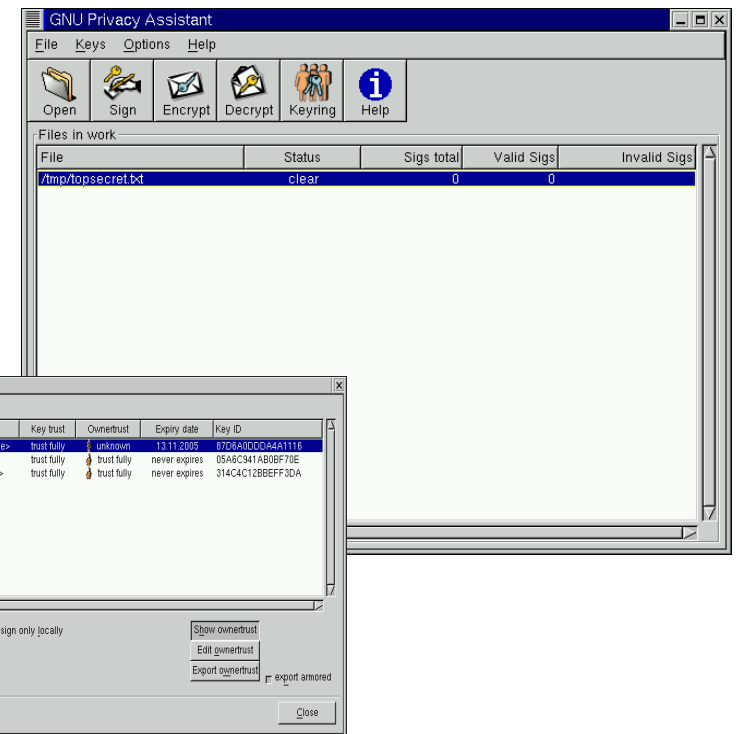 GNU Privacy Assistant
File Keys Options Help
Open Sign Encrypt Decrypt Keyring Help
Files in work
File Status Sigs total Valid Sigs Invalid Sigs
/tmp/topsecret.txt clear 0 0
Key trust Ownertrust Expiry date Key ID
e> trust fully unknown 13.11.2005 87D6A0DDDA4A1116
trust fully trust fully never expires 05A6C941AB0BF70E
> trust fully trust fully never expires 314C4C12BBEFF3DA
sign only locally
Show ownertrust
Edit ownertrust
Export ownertrust
export armored
Close